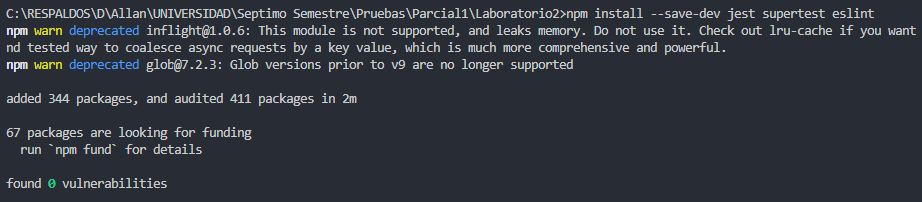 C:\RESPALDOS\D\Allan\UNIVERSIDAD\Septimo Semestre\Pruebas\Parcial1\Laboratorio2>npm install --save-dev jest supertest eslint
npm warn deprecated inflight@1.0.6: This module is not supported, and leaks memory. Do not use it. Check out lru-cache if you want
nd tested way to coalesce async requests by a key value, which is much more comprehensive and powerful.
npm warn deprecated glob@7.2.3: Glob versions prior to v9 are no longer supported
added 344 packages, and audited 411 packages in 2m
67 packages are looking for funding
run `npm fund` for details
found 0 vulnerabilities